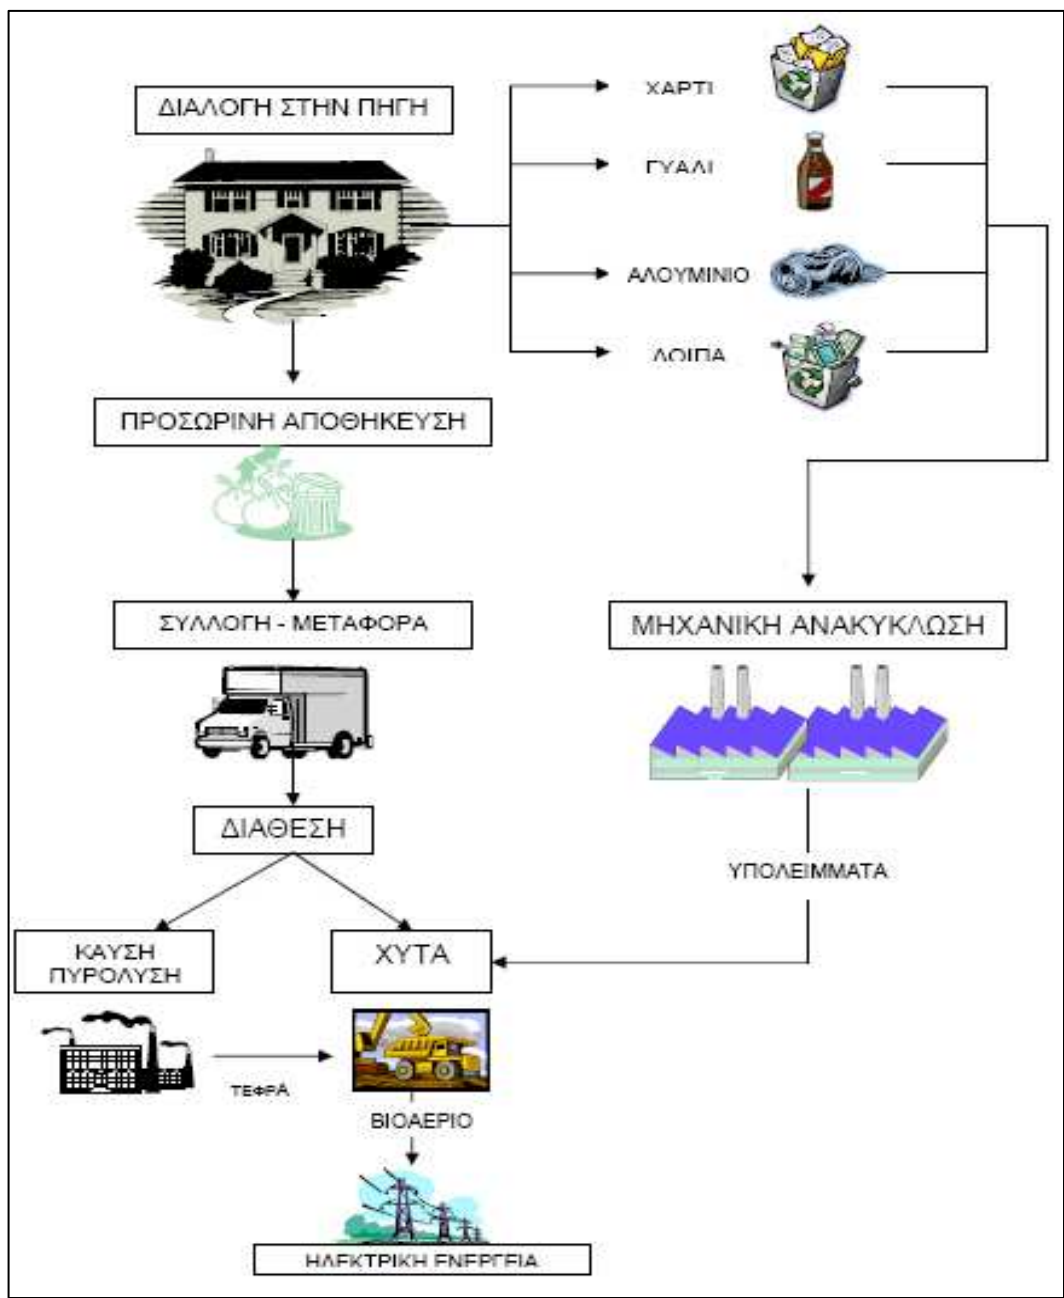 ΔΙΑΛΟΓΗ ΣΤΗΝ ΠΗΓΗ
ΧΑΡΤΙ
ΓΥΑΛΙ
ΑΛΟΥΜΙΝΙΟ
ΛΟΙΠΑ
ΠΡΟΣΩΡΙΝΗ ΑΠΟΘΗΚΕΥΣΗ
ΣΥΛΛΟΓΗ - ΜΕΤΑΦΟΡΑ
ΜΗΧΑΝΙΚΗ ΑΝΑΚΥΚΛΩΣΗ
ΔΙΑΘΕΣΗ
ΥΠΟΛΕΙΜΜΑΤΑ
ΚΑΥΣΗ
ΠΥΡΟΛΥΣΗ
ΧΥΤΑ
ΤΕΦΡΑ
ΒΙΟΑΕΡΙΟ
ΗΛΕΚΤΡΙΚΗ ΕΝΕΡΓΕΙΑ